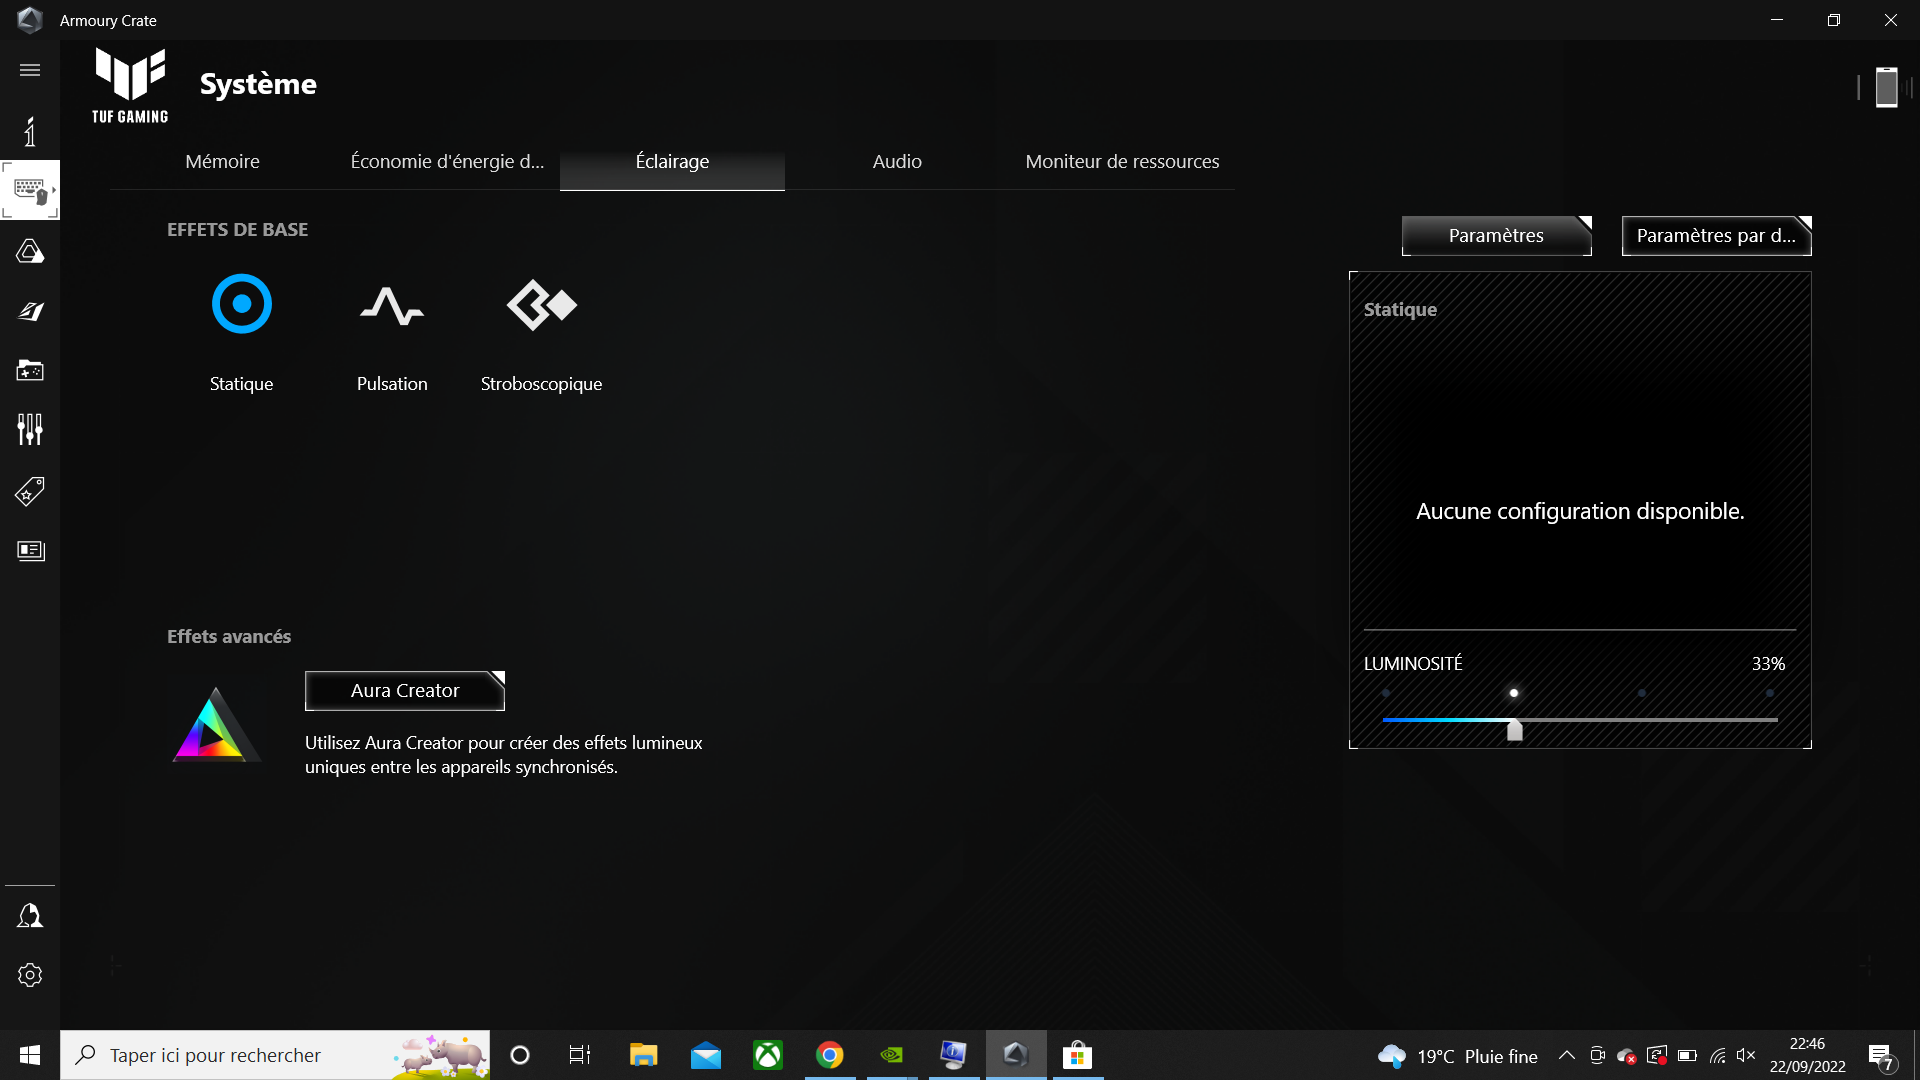 Armoury Crate
TUF GAMING
Système
Mémoire
Économie d'énergie d...
Éclairage
Audio
Moniteur de ressources
EFFETS DE BASE
Statique
Pulsation
Stroboscopique
Paramètres
Paramètres par d...
Statique
Aucune configuration disponible.
LUMINOSITÉ
33%
Effets avancés
Aura Creator
Utilisez Aura Creator pour créer des effets lumineux
uniques entre les appareils synchronisés.
Taper ici pour rechercher
19°C Pluie fine
22:46
22/09/2022
7